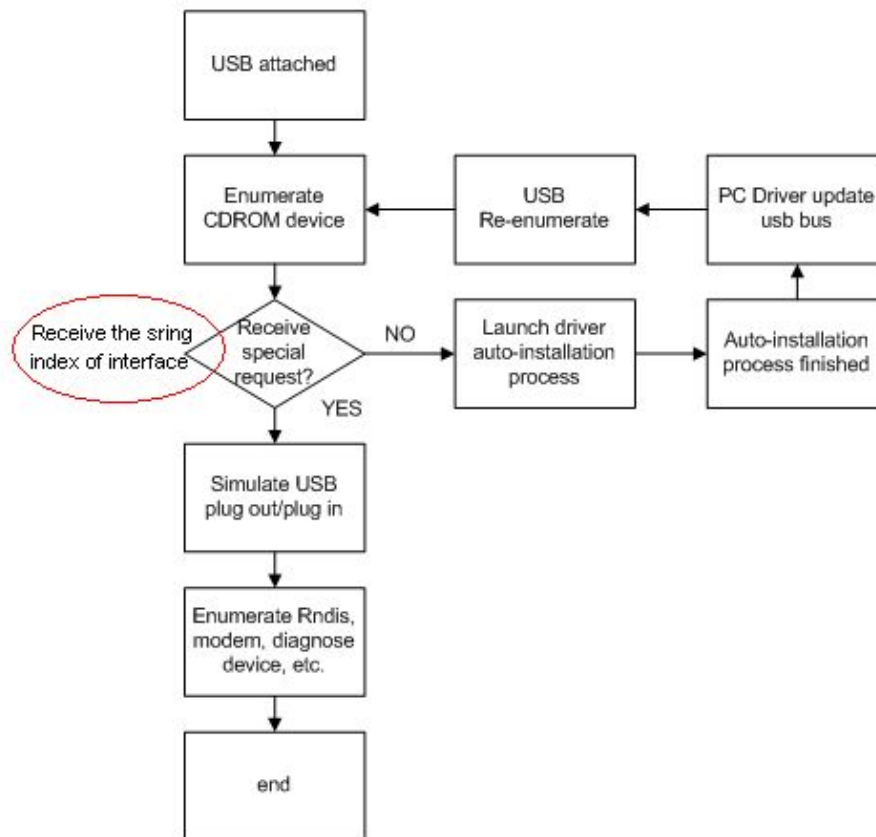 USB attached
Enumerate
CDROM device
USB
Re-enumerate
PC Driver update
usb bus
Receive the sring
index of interface
Receive
special
request?
NO
Launch driver
auto-installation
process
Auto-installation
process finished
YES
Simulate USB
plug out/plug in
Enumerate Rndis,
modem, diagnose
device, etc.
end